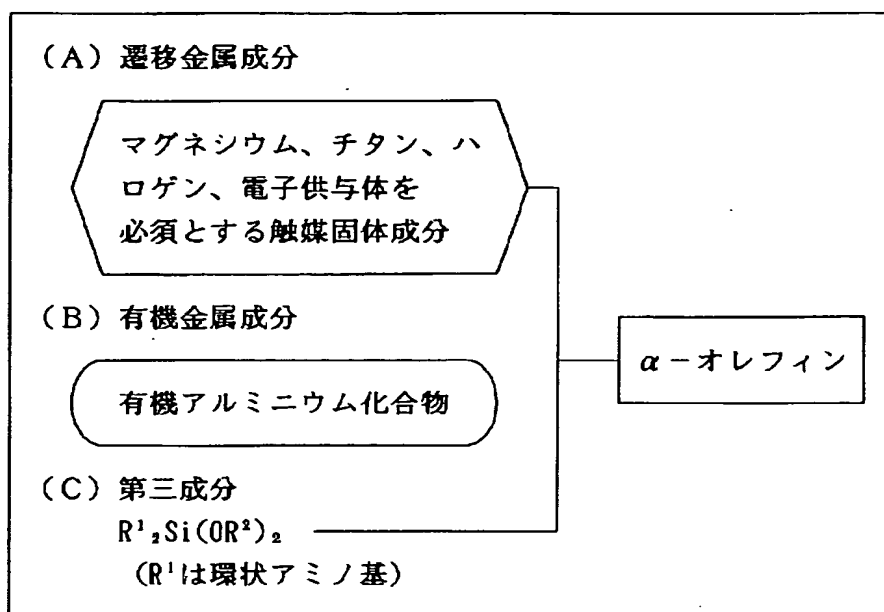 (A) 遷移金属成分
マグネシウム、チタン、ハ
ロゲン、電子供与体を
必須とする触媒固体成分
(B) 有機金属成分
有機アルミニウム化合物
α-オレフィン
(C) 第三成分
R¹₂Si(OR²)₂
(R¹は環状アミノ基)